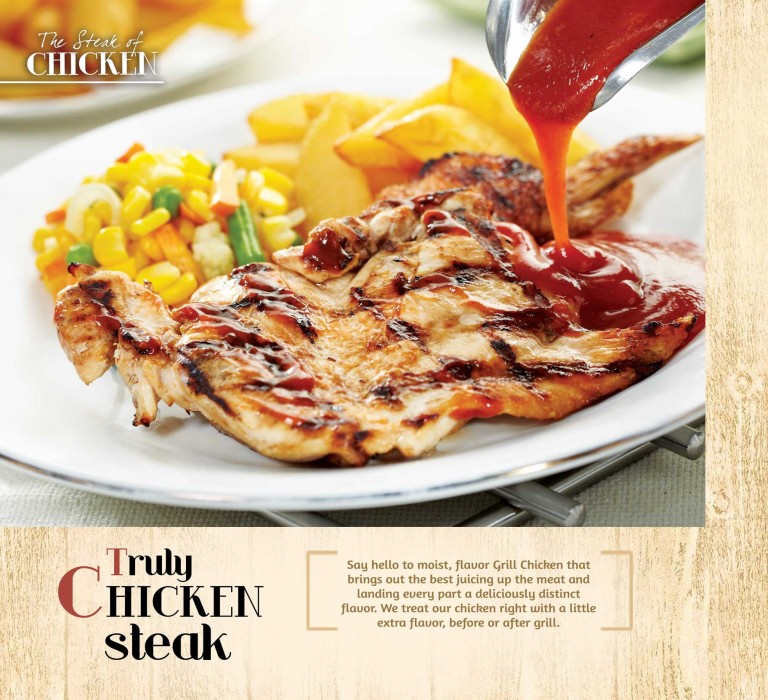 The Steak of
CHICKEN
Truly
CHICKEN
steak
Say hello to moist, flavor Grill Chicken that
brings out the best juicing up the meat and
landing every part a deliciously distinct
flavor. We treat our chicken right with a little
extra flavor, before or after grill.